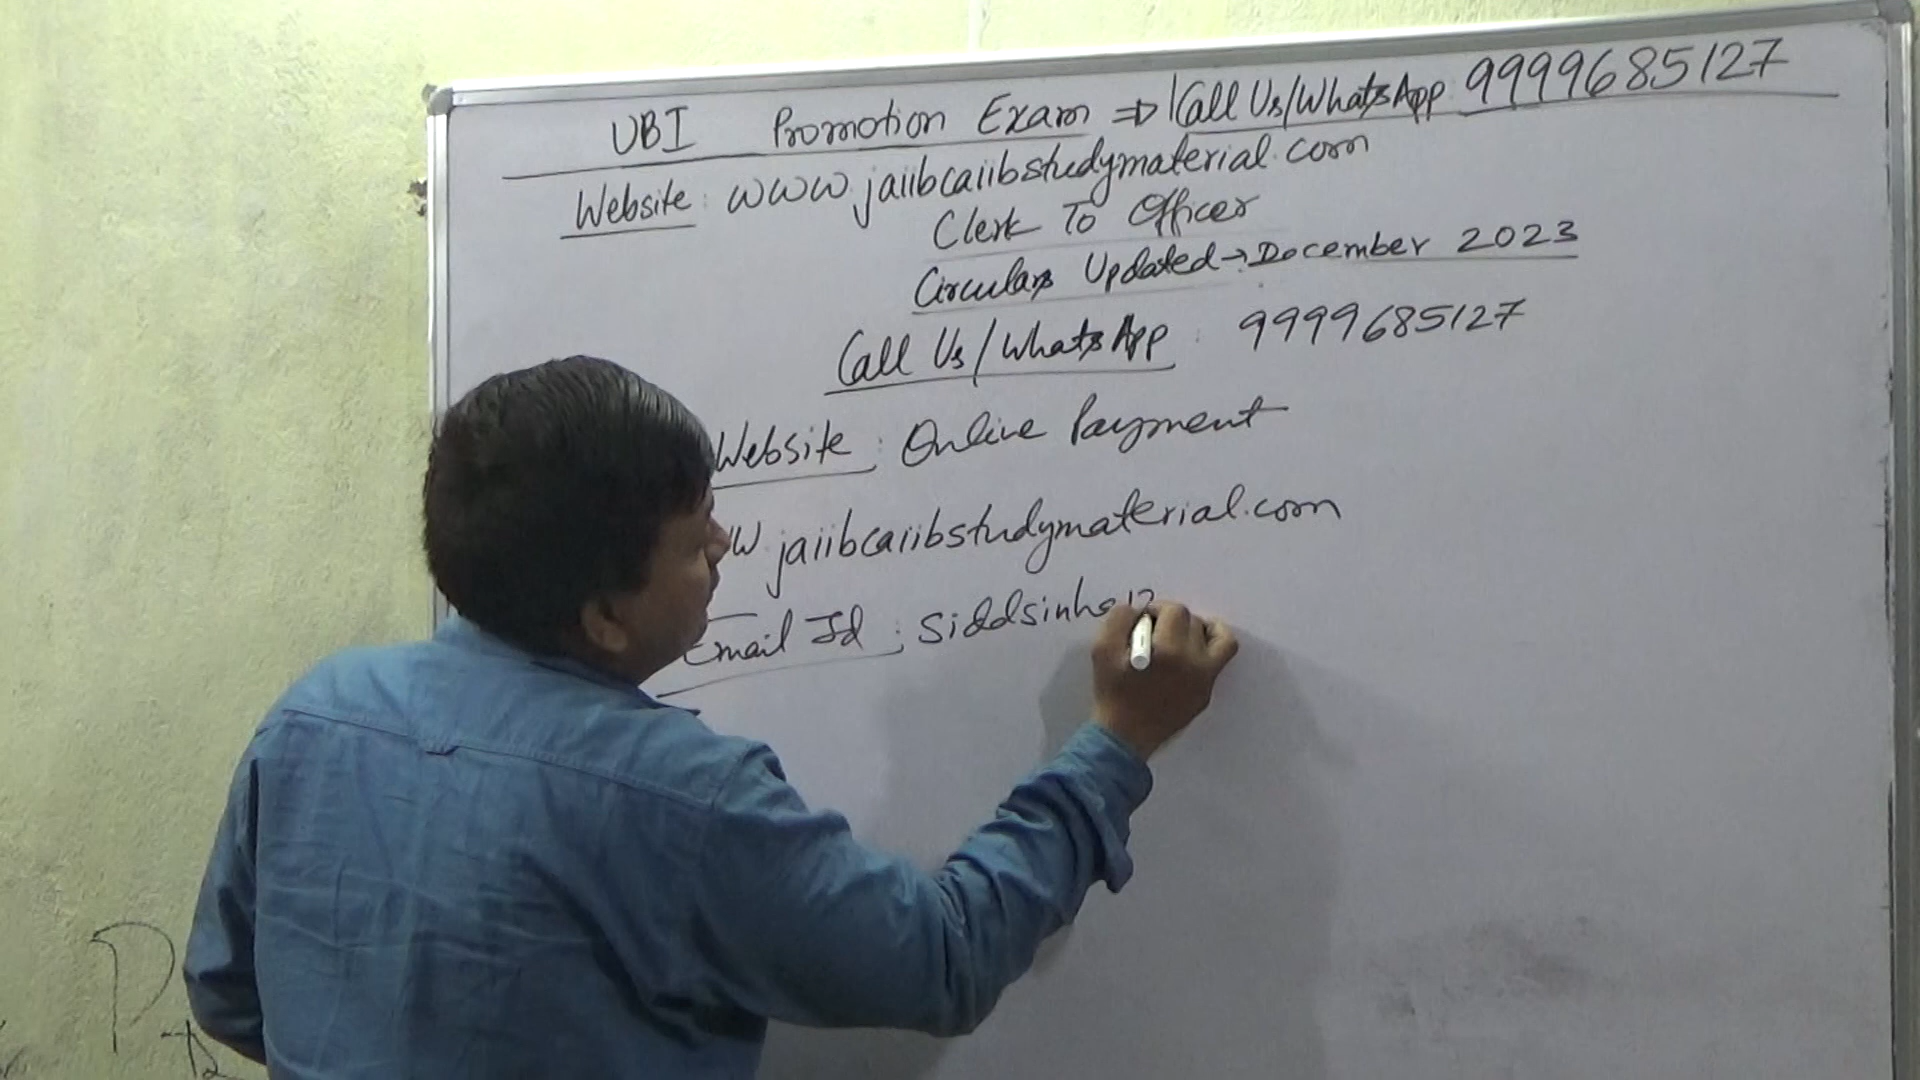 UBI Promotion Exam ⇒ Call Us/WhatsApp 9999685127
Website: www.jaiibcaiibstudymaterial.com
Clerk To Officer
Circulars Updated → December 2023
Call Us/WhatsApp: 9999685127
Website: Online Payment
w.jaiibcaiibstudymaterial.com
Email Id: Siddsinha12